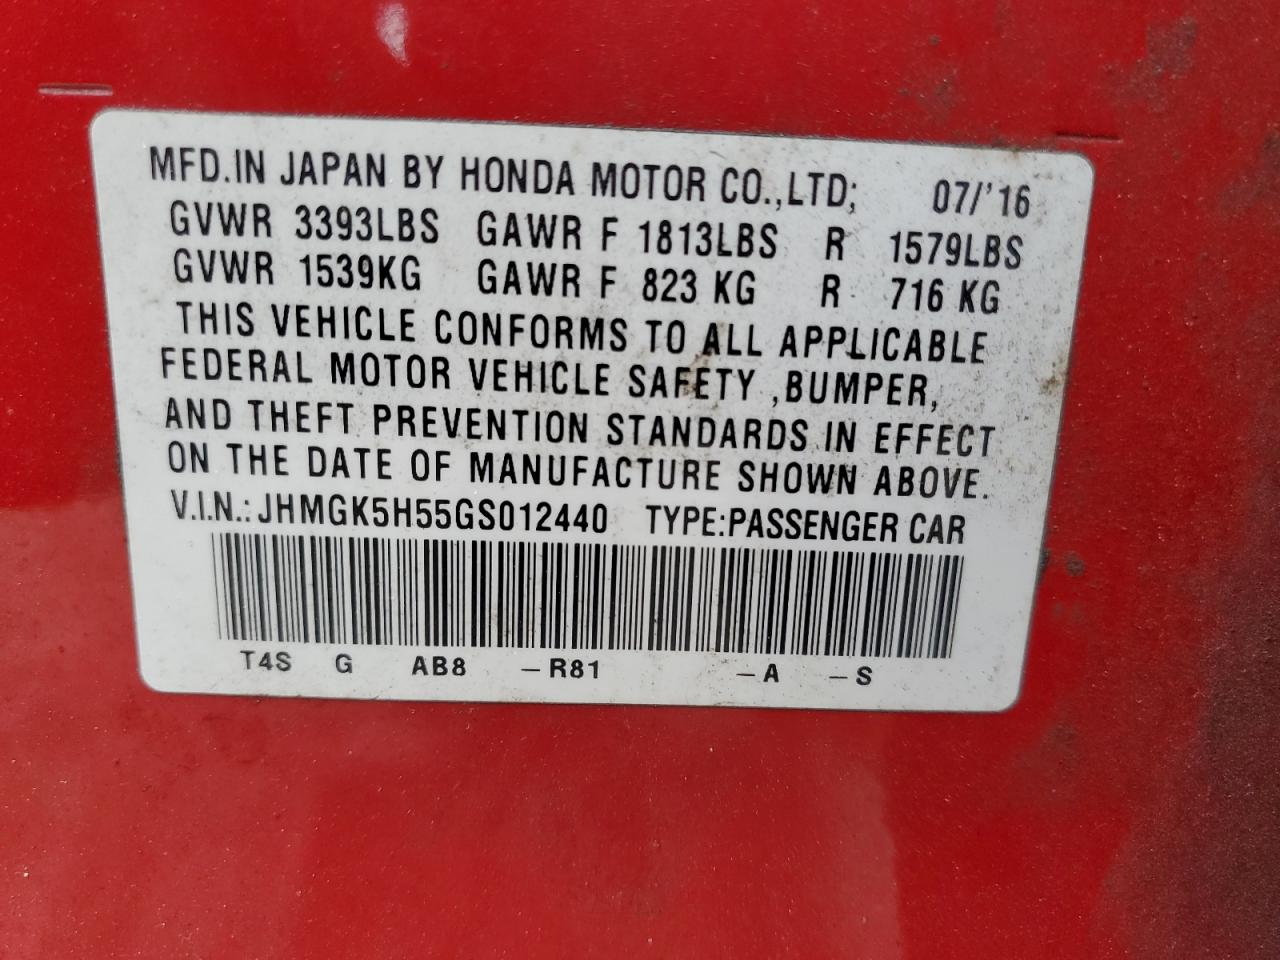 MFD.IN JAPAN BY HONDA MOTOR CO.,LTD; 07/'16
GVWR 3393LBS GAWR F 1813LBS R 1579LBS
GVWR 1539KG GAWR F 823 KG R 716 KG
THIS VEHICLE CONFORMS TO ALL APPLICABLE
FEDERAL MOTOR VEHICLE SAFETY ,BUMPER,
AND THEFT PREVENTION STANDARDS IN EFFECT
ON THE DATE OF MANUFACTURE SHOWN ABOVE.
V.I.N.: JHMGK5H55GS012440 TYPE:PASSENGER CAR
T4S G AB8 –R81 –A –S